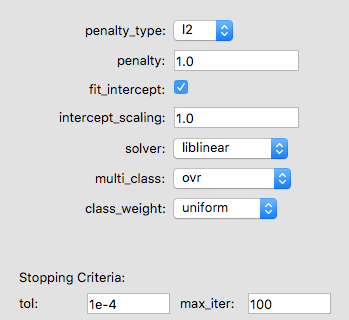 penalty_type: l2
penalty: 1.0
fit_intercept:
intercept_scaling: 1.0
solver: liblinear
multi_class: ovr
class_weight: uniform
Stopping Criteria:
tol: 1e-4 max_iter: 100